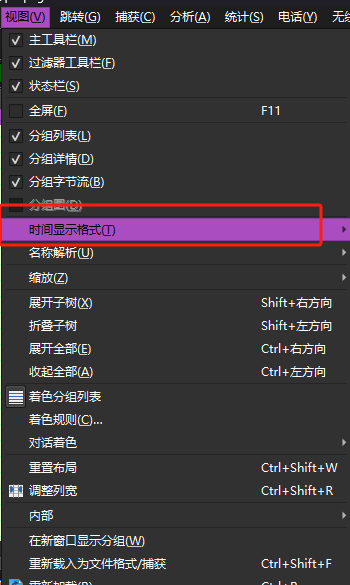 视图(V) 跳转(G) 捕获(C) 分析(A) 统计(S) 电话(Y)
主工具栏(M)
过滤器工具栏(F)
状态栏(S)
全屏(F) F11
分组列表(L)
分组详情(D)
分组字节流(B)
分组图(D)
时间显示格式(T)
名称解析(U)
缩放(Z)
展开子树(X) Shift+右方向
折叠子树 Shift+左方向
展开全部(E) Ctrl+右方向
收起全部(A) Ctrl+左方向
着色分组列表
着色规则(C)...
对话着色
重置布局 Ctrl+Shift+W
调整列宽 Ctrl+Shift+R
内部
在新窗口显示分组(W)
重新载入为文件格式/捕获 Ctrl+Shift+F
重新加载(R) Ctrl+R